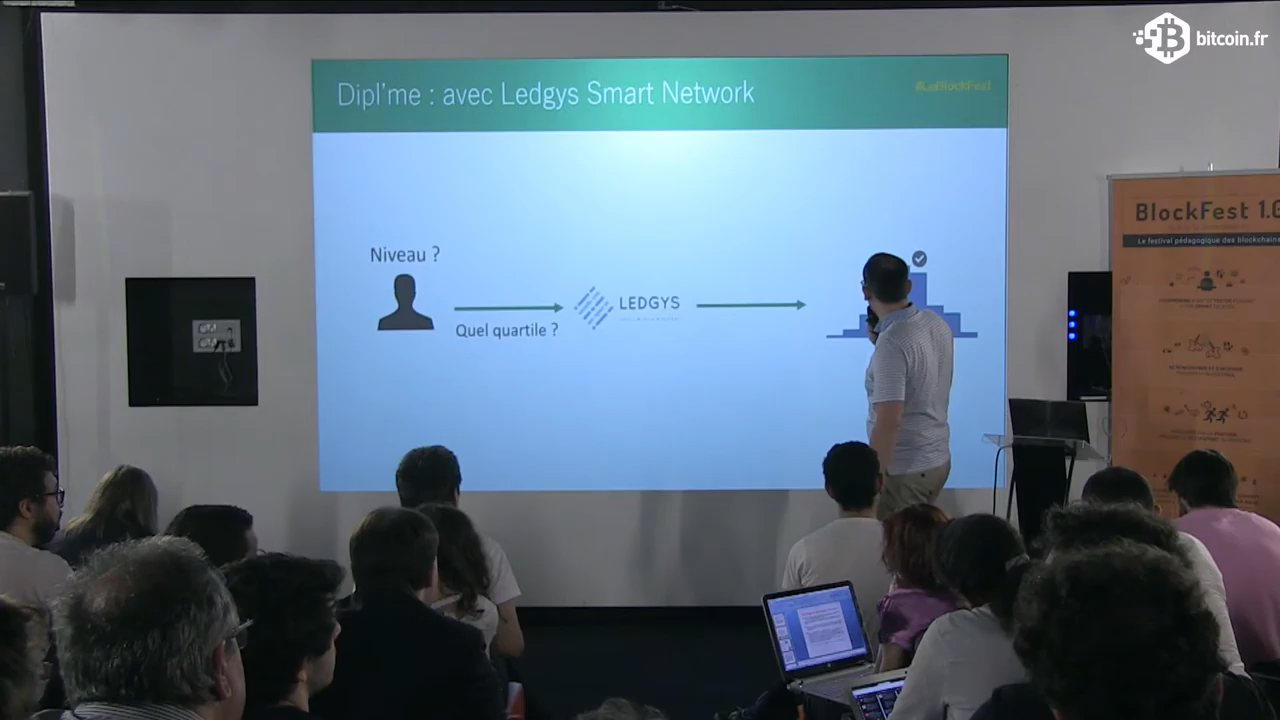 bitcoin.fr
Dipl'me : avec Ledgys Smart Network
#LeBlockFest
Niveau ?
LEDGYS
Quel quartile ?
BlockFest 1.0
Le festival pédagogique des blockchains